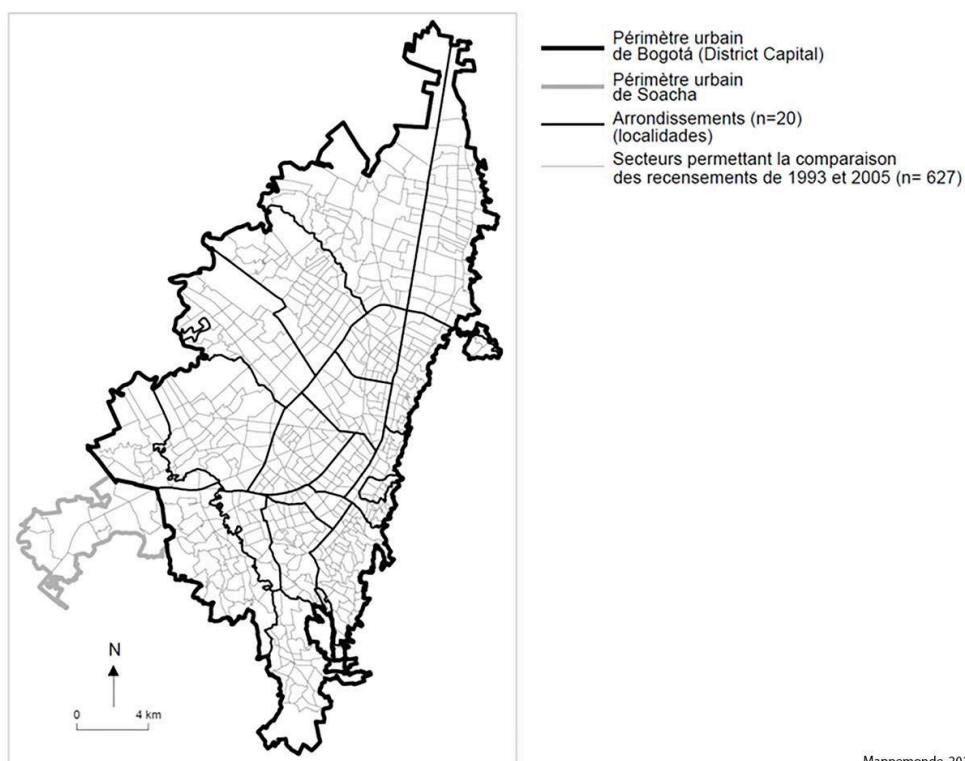 Périmètre urbain
de Bogotá (District Capital)
Périmètre urbain
de Soacha
Arrondissements (n=20)
(localidades)
Secteurs permettant la comparaison
des recensements de 1993 et 2005 (n= 627)
N
0 4 km